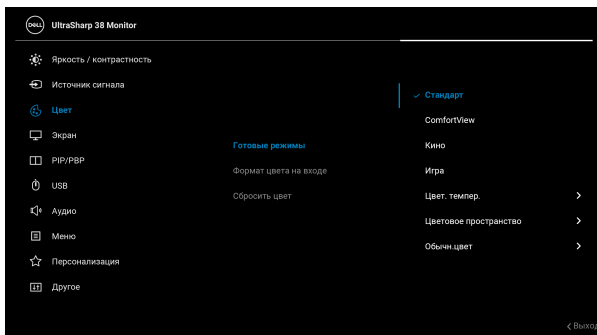 DELL UltraSharp 38 Monitor
Яркость / контрастность
Источник сигнала
Цвет
Экран
PIP/PBP
USB
Аудио
Меню
Персонализация
Другое
Готовые режимы
Формат цвета на входе
Сбросить цвет
Стандарт
ComfortView
Кино
Игра
Цвет. темпер.
Цветовое пространство
Обычн.цвет
Выход